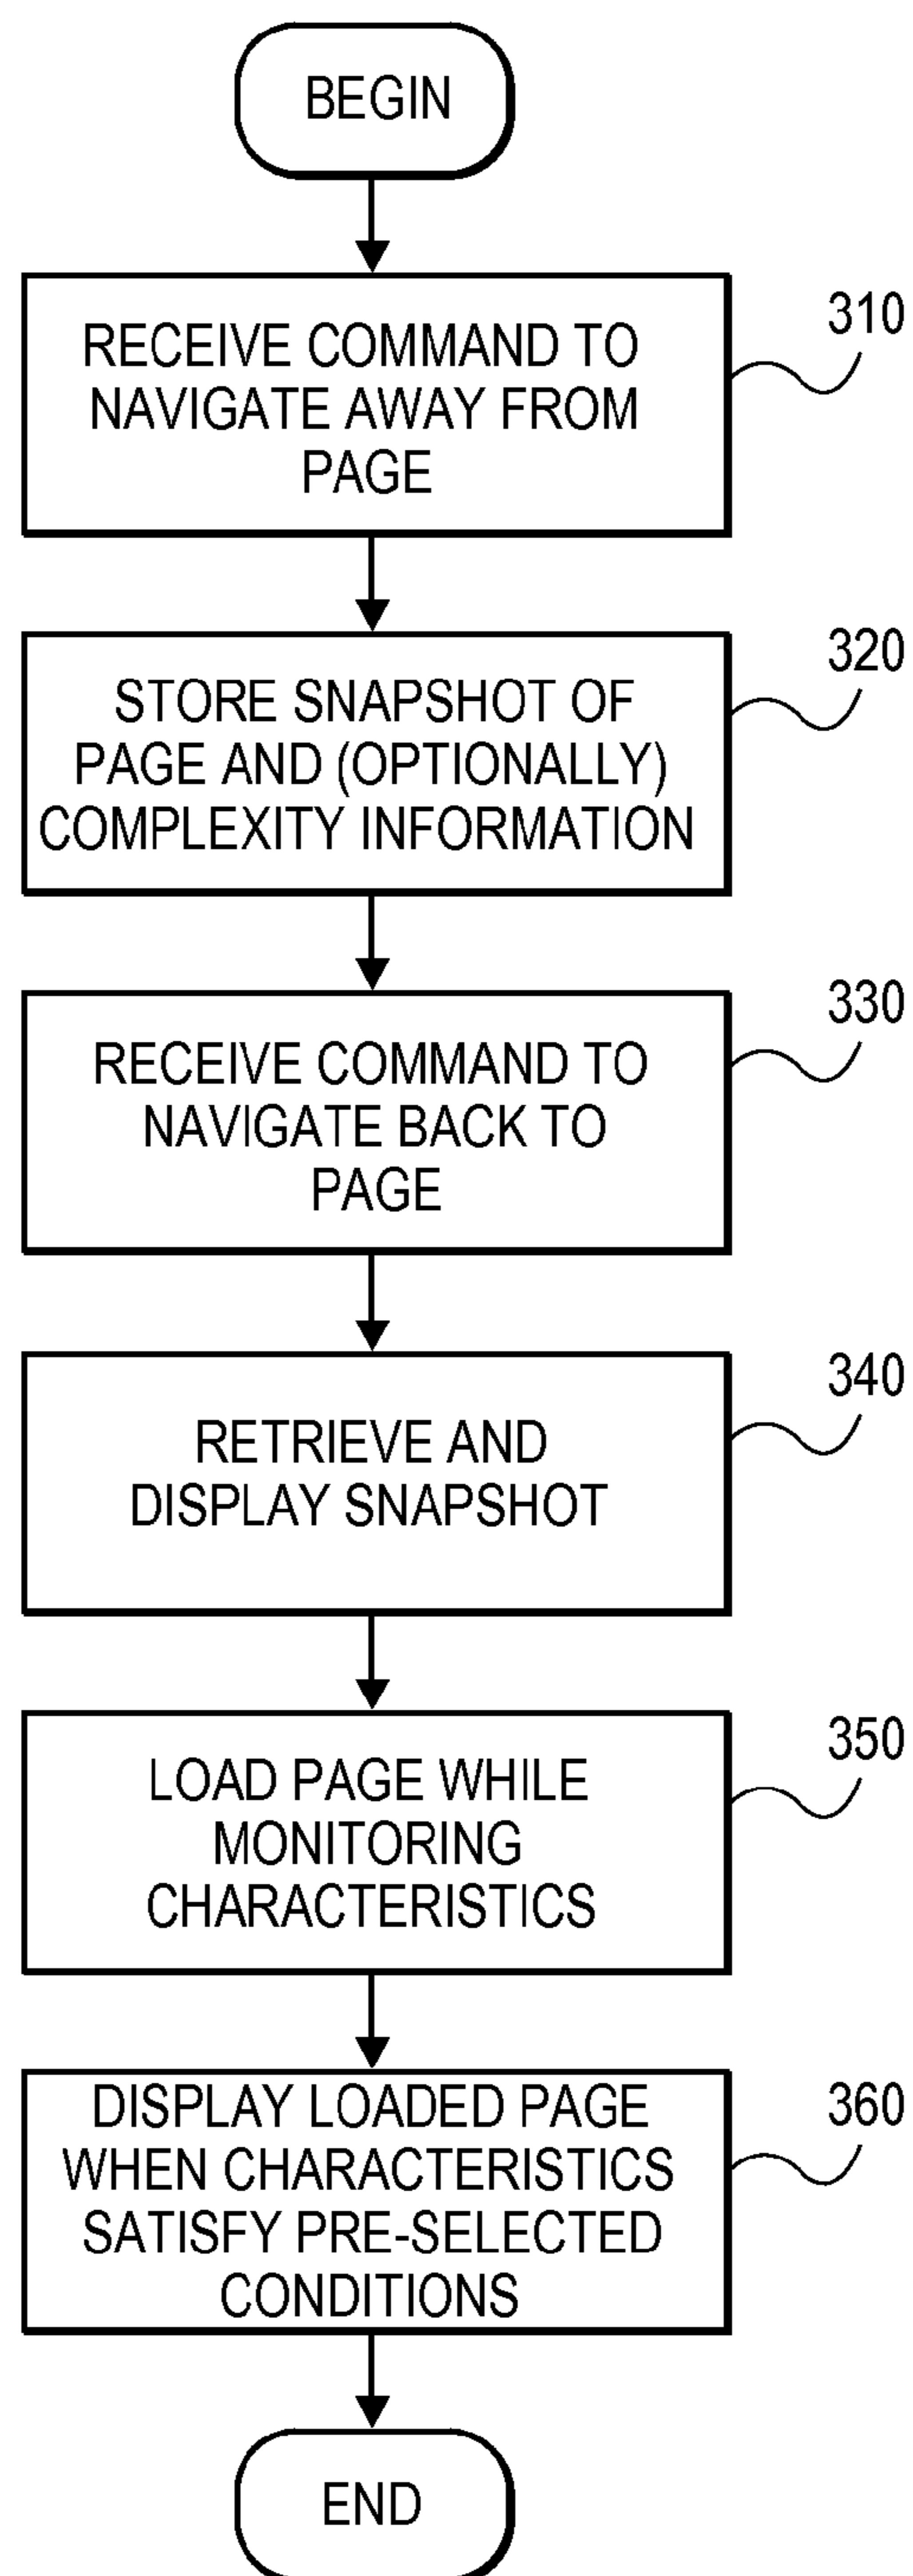 BEGIN
RECEIVE COMMAND TO
NAVIGATE AWAY FROM
PAGE
310
STORE SNAPSHOT OF
PAGE AND (OPTIONALLY)
COMPLEXITY INFORMATION
320
RECEIVE COMMAND TO
NAVIGATE BACK TO
PAGE
330
RETRIEVE AND
DISPLAY SNAPSHOT
340
LOAD PAGE WHILE
MONITORING
CHARACTERISTICS
350
DISPLAY LOADED PAGE
WHEN CHARACTERISTICS
SATISFY PRE-SELECTED
CONDITIONS
360
END